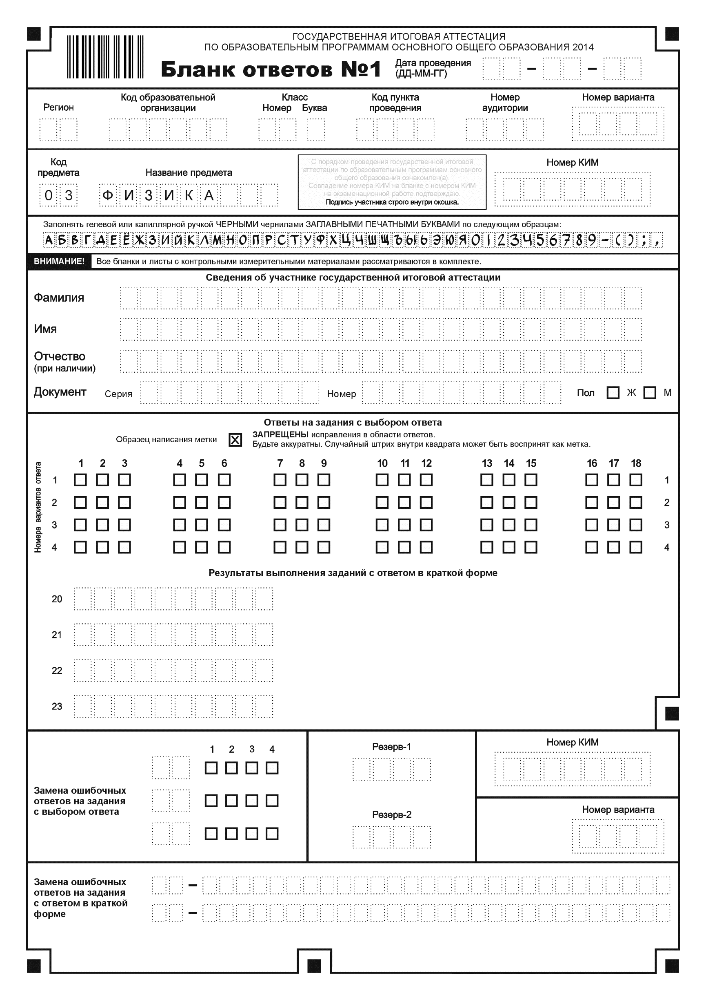 ГОСУДАРСТВЕННАЯ ИТОГОВАЯ АТТЕСТАЦИЯ
ПО ОБРАЗОВАТЕЛЬНЫМ ПРОГРАММАМ ОСНОВНОГО ОБЩЕГО ОБРАЗОВАНИЯ 2014
Бланк ответов №1
Дата проведения
(ДД-ММ-ГГ)
– –
Регион
Код образовательной
организации
Класс
Номер Буква
Код пункта
проведения
Номер
аудитории
Номер варианта
Код
предмета
03
Название предмета
ФИЗИКА
С порядком проведения государственной итоговой
аттестации по образовательным программам основного
общего образования ознакомлен(а).
Совпадение номера КИМ на бланке с номером КИМ
на экзаменационной работе подтверждаю.
Подпись участника строго внутри окошка.
Номер КИМ
Заполнять гелевой или капиллярной ручкой ЧЕРНЫМИ чернилами ЗАГЛАВНЫМИ ПЕЧАТНЫМИ БУКВАМИ по следующим образцам:
АБВГДЕЁЖЗИЙКЛМНОПРСТУФХЦЧШЩЪЫЬЭЮЯ0123456789-();,
ВНИМАНИЕ! Все бланки и листы с контрольными измерительными материалами рассматриваются в комплекте.
Сведения об участнике государственной итоговой аттестации
Фамилия
Имя
Отчество
(при наличии)
Документ Серия Номер Пол Ж М
Ответы на задания с выбором ответа
Образец написания метки
ЗАПРЕЩЕНЫ исправления в области ответов.
Будьте аккуратны. Случайный штрих внутри квадрата может быть воспринят как метка.
Номера вариантов ответа
1 2 3 4 5 6 7 8 9 10 11 12 13 14 15 16 17 18
1 1
2 2
3 3
4 4
Результаты выполнения заданий с ответом в краткой форме
20
21
22
23
Замена ошибочных
ответов на задания
с выбором ответа
1 2 3 4
Резерв-1
Резерв-2
Номер КИМ
Номер варианта
Замена ошибочных
ответов на задания
с ответом в краткой
форме
–
–